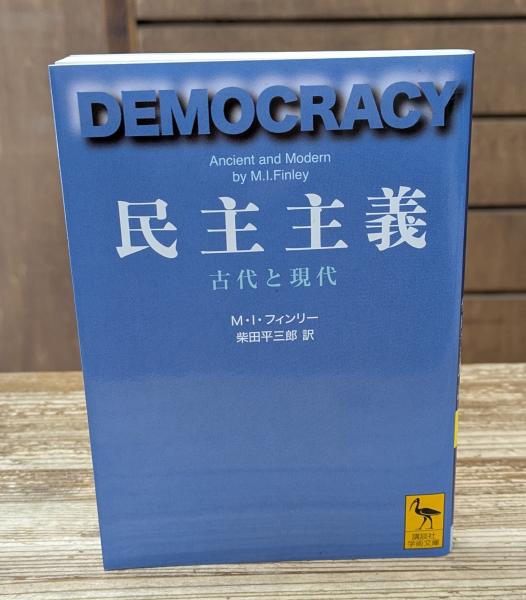 DEMOCRACY
Ancient and Modern
by M.I.Finley
民主主義
古代と現代
M・I・フィンリー
柴田平三郎 訳
講談社
学術文庫